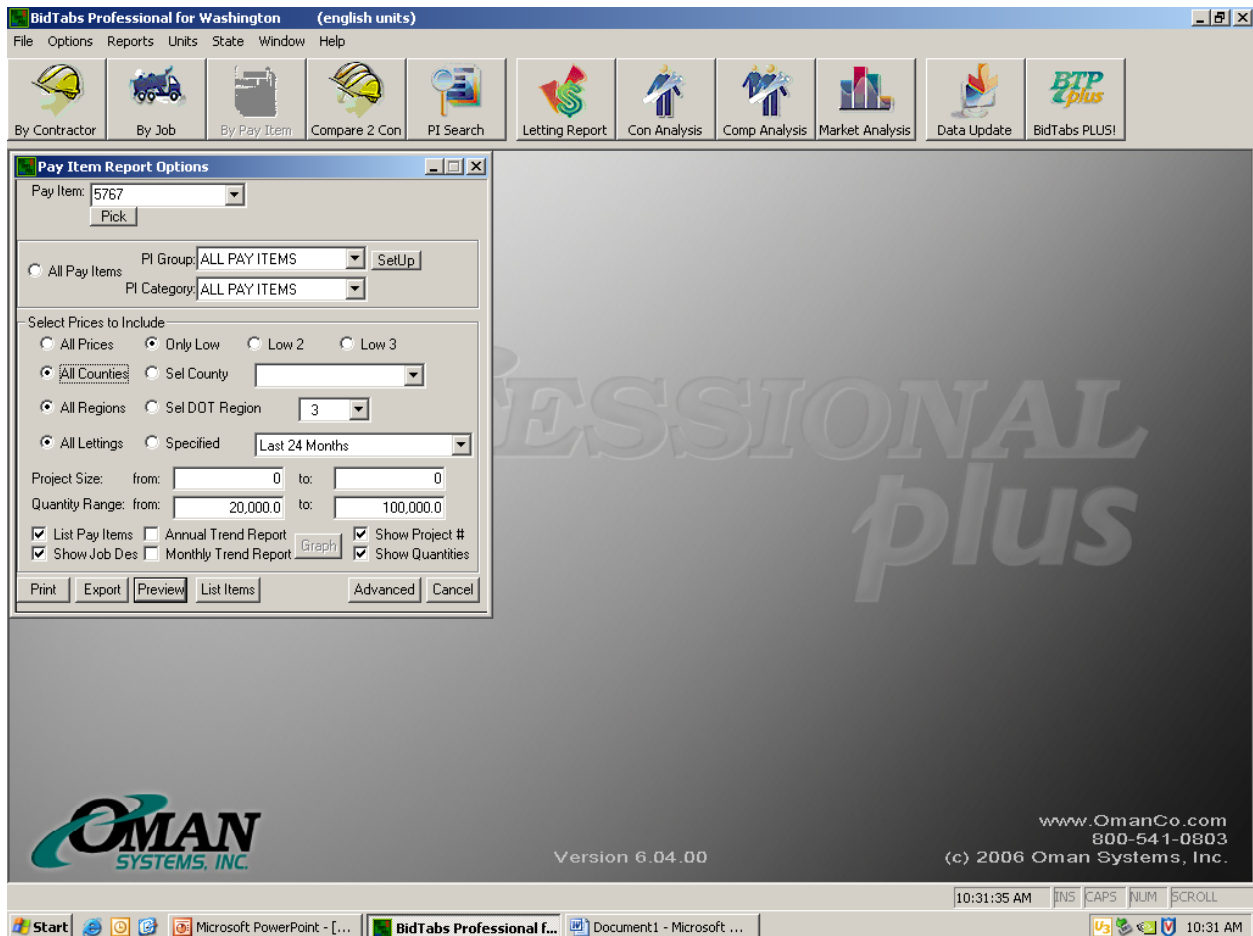 BidTabs Professional for Washington (english units)
File Options Reports Units State Window Help
By Contractor By Job By Pay Item Compare 2 Con PI Search Letting Report Con Analysis Comp Analysis Market Analysis Data Update BidTabs PLUS!
BTP plus
Pay Item Report Options
Pay Item: 5767
Pick
PI Group: ALL PAY ITEMS SetUp
All Pay Items
PI Category: ALL PAY ITEMS
Select Prices to Include
All Prices Only Low Low 2 Low 3
All Counties Sel County
All Regions Sel DOT Region 3
All Lettings Specified Last 24 Months
Project Size: from: 0 to: 0
Quantity Range: from: 20,000.0 to: 100,000.0
List Pay Items Annual Trend Report Graph Show Project #
Show Job Des Monthly Trend Report Show Quantities
Print Export Preview List Items Advanced Cancel
ESSIONAL
plus
OMAN
SYSTEMS, INC.
Version 6.04.00
www.OmanCo.com
800-541-0803
(c) 2006 Oman Systems, Inc.
10:31:35 AM INS CAPS NUM SCROLL
Start Microsoft PowerPoint - [... BidTabs Professional f... Document1 - Microsoft ... 10:31 AM